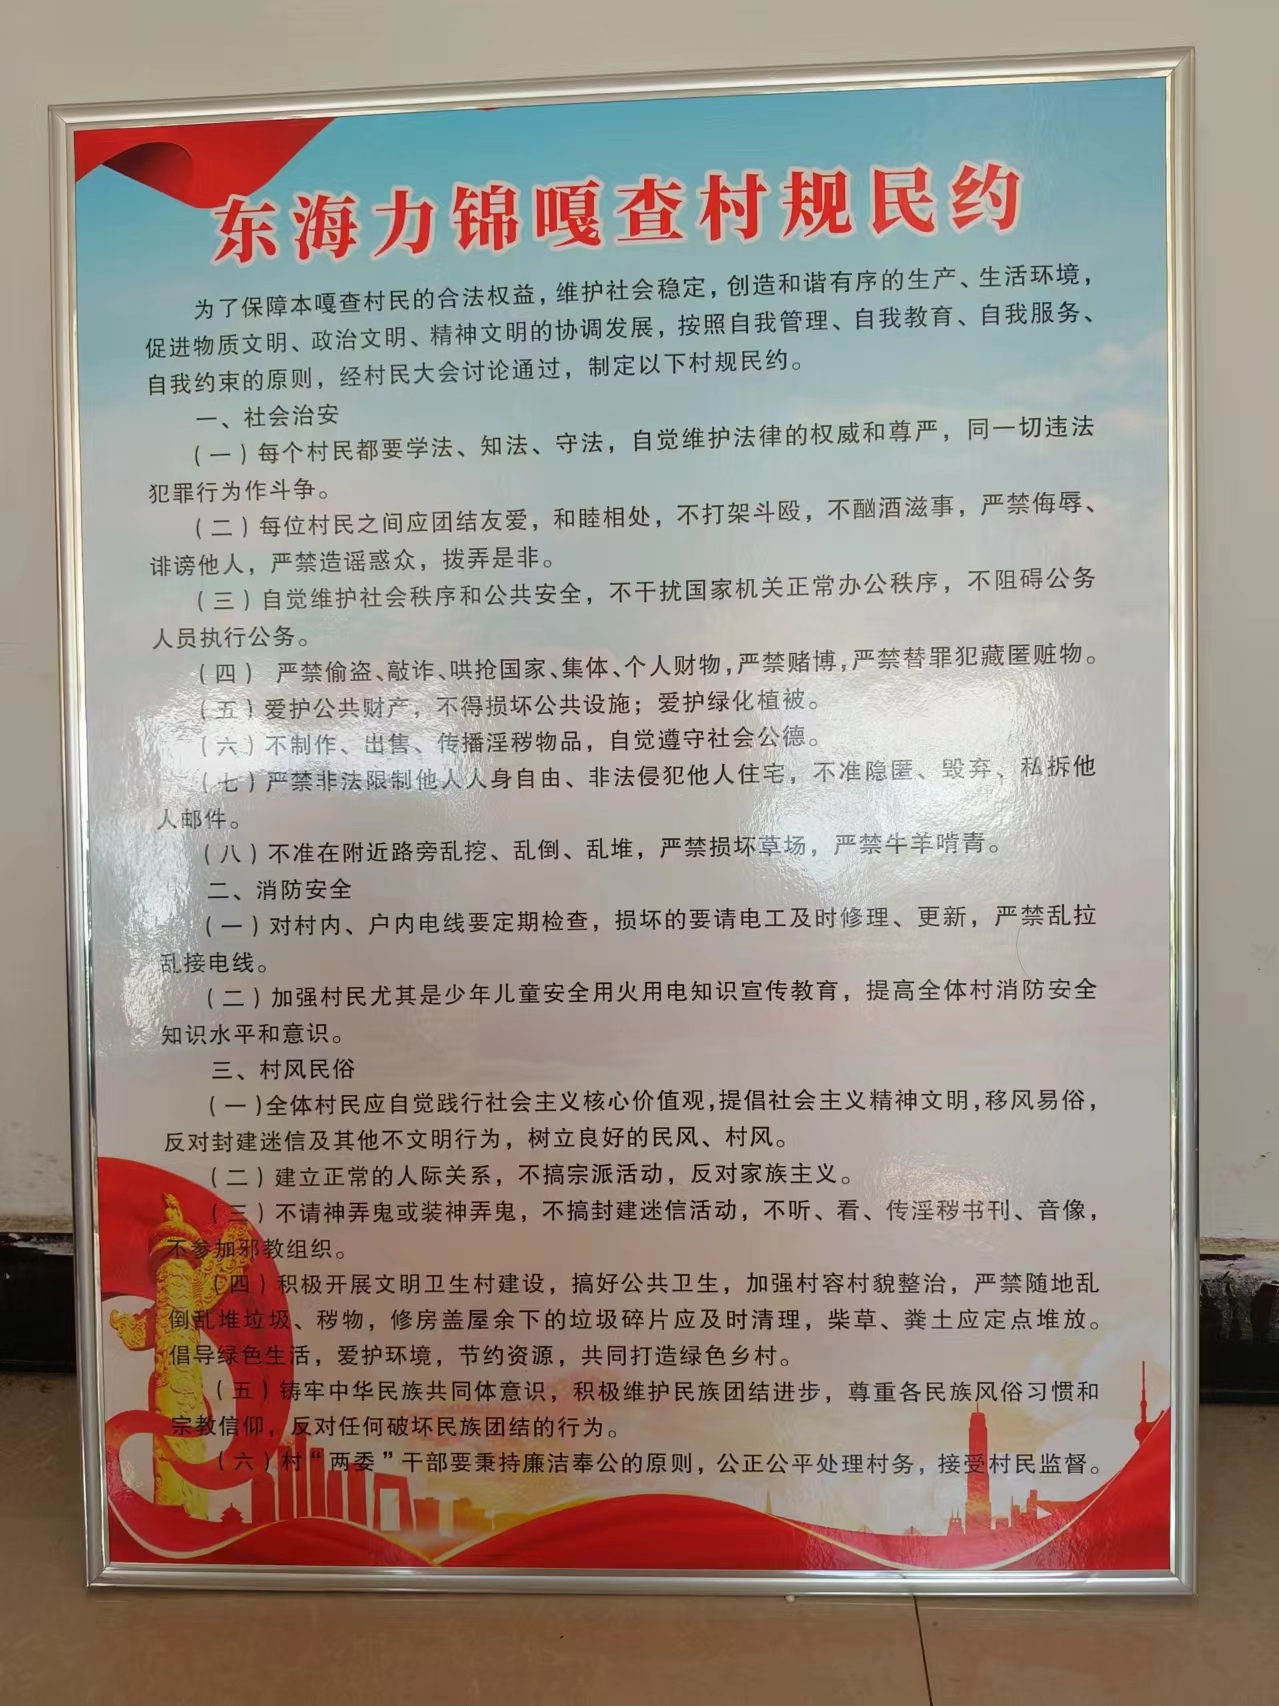 东海力锦嘎查村规民约
为了保障本嘎查村民的合法权益，维护社会稳定，创造和谐有序的生产、生活环境，
促进物质文明、政治文明、精神文明的协调发展，按照自我管理、自我教育、自我服务、
自我约束的原则，经村民大会讨论通过，制定以下村规民约。
一、社会治安
（一）每个村民都要学法、知法、守法，自觉维护法律的权威和尊严，同一切违法
犯罪行为作斗争。
（二）每位村民之间应团结友爱，和睦相处，不打架斗殴，不酗酒滋事，严禁侮辱、
诽谤他人，严禁造谣惑众，拨弄是非。
（三）自觉维护社会秩序和公共安全，不干扰国家机关正常办公秩序，不阻碍公务
人员执行公务。
（四） 严禁偷盗、敲诈、哄抢国家、集体、个人财物，严禁赌博，严禁替罪犯藏匿赃物。
（五）爱护公共财产，不得损坏公共设施；爱护绿化植被。
（六）不制作、出售、传播淫秽物品，自觉遵守社会公德。
（七）严禁非法限制他人人身自由、非法侵犯他人住宅，不准隐匿、毁弃、私拆他
人邮件。
（八）不准在附近路旁乱挖、乱倒、乱堆，严禁损坏草场，严禁牛羊啃青。
二、消防安全
（一）对村内、户内电线要定期检查，损坏的要请电工及时修理、更新，严禁乱拉
乱接电线。
（二）加强村民尤其是少年儿童安全用火用电知识宣传教育，提高全体村消防安全
知识水平和意识。
三、村风民俗
（一)全体村民应自觉践行社会主义核心价值观，提倡社会主义精神文明，移风易俗，
反对封建迷信及其他不文明行为，树立良好的民风、村风。
（二）建立正常的人际关系，不搞宗派活动，反对家族主义。
（三）不请神弄鬼或装神弄鬼，不搞封建迷信活动，不听、看、传淫秽书刊、音像，
不参加邪教组织。
（四）积极开展文明卫生村建设，搞好公共卫生，加强村容村貌整治，严禁随地乱
倒乱堆垃圾、秽物，修房盖屋余下的垃圾碎片应及时清理，柴草、粪土应定点堆放。
倡导绿色生活，爱护环境，节约资源，共同打造绿色乡村。
（五）铸牢中华民族共同体意识，积极维护民族团结进步，尊重各民族风俗习惯和
宗教信仰，反对任何破坏民族团结的行为。
（六）村“两委”干部要秉持廉洁奉公的原则，公正公平处理村务，接受村民监督。